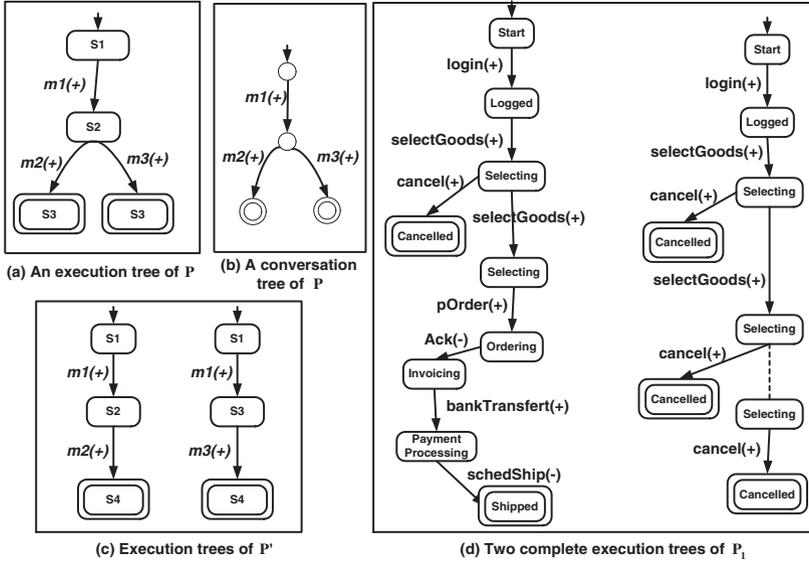 S1
m1(+)
S2
m2(+)
m3(+)
S3
S3
(a) An execution tree of P
m1(+)
m2(+)
m3(+)
(b) A conversation
tree of P
S1
S1
m1(+)
m1(+)
S2
S3
m2(+)
m3(+)
S4
S4
(c) Execution trees of P'
Start
login(+)
Logged
selectGoods(+)
Selecting
cancel(+)
Cancelled
selectGoods(+)
Selecting
pOrder(+)
Ordering
Ack(-)
Invoicing
bankTransfert(+)
Payment
Processing
schedShip(-)
Shipped
Start
login(+)
Logged
selectGoods(+)
Selecting
cancel(+)
Cancelled
selectGoods(+)
Selecting
cancel(+)
Cancelled
Selecting
cancel(+)
Cancelled
(d) Two complete execution trees of P1